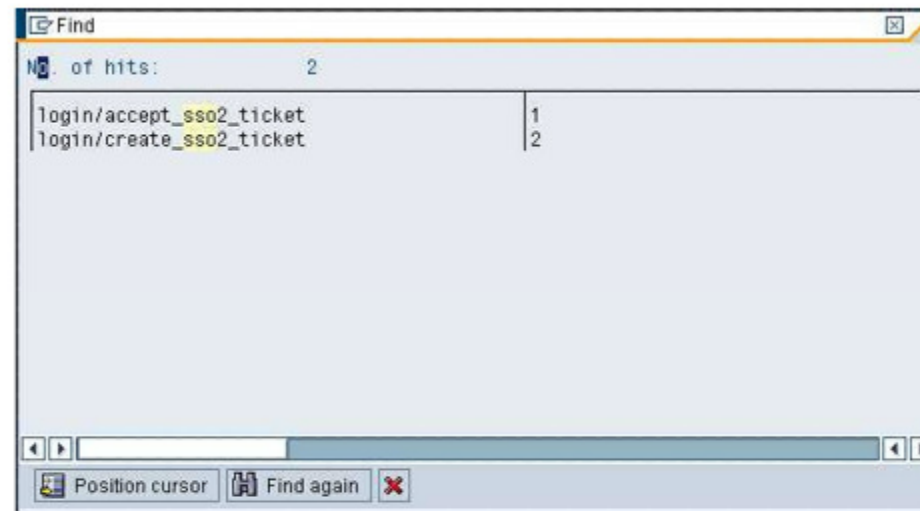 Find
No. of hits: 2
login/accept_sso2_ticket 1
login/create_sso2_ticket 2
Position cursor Find again